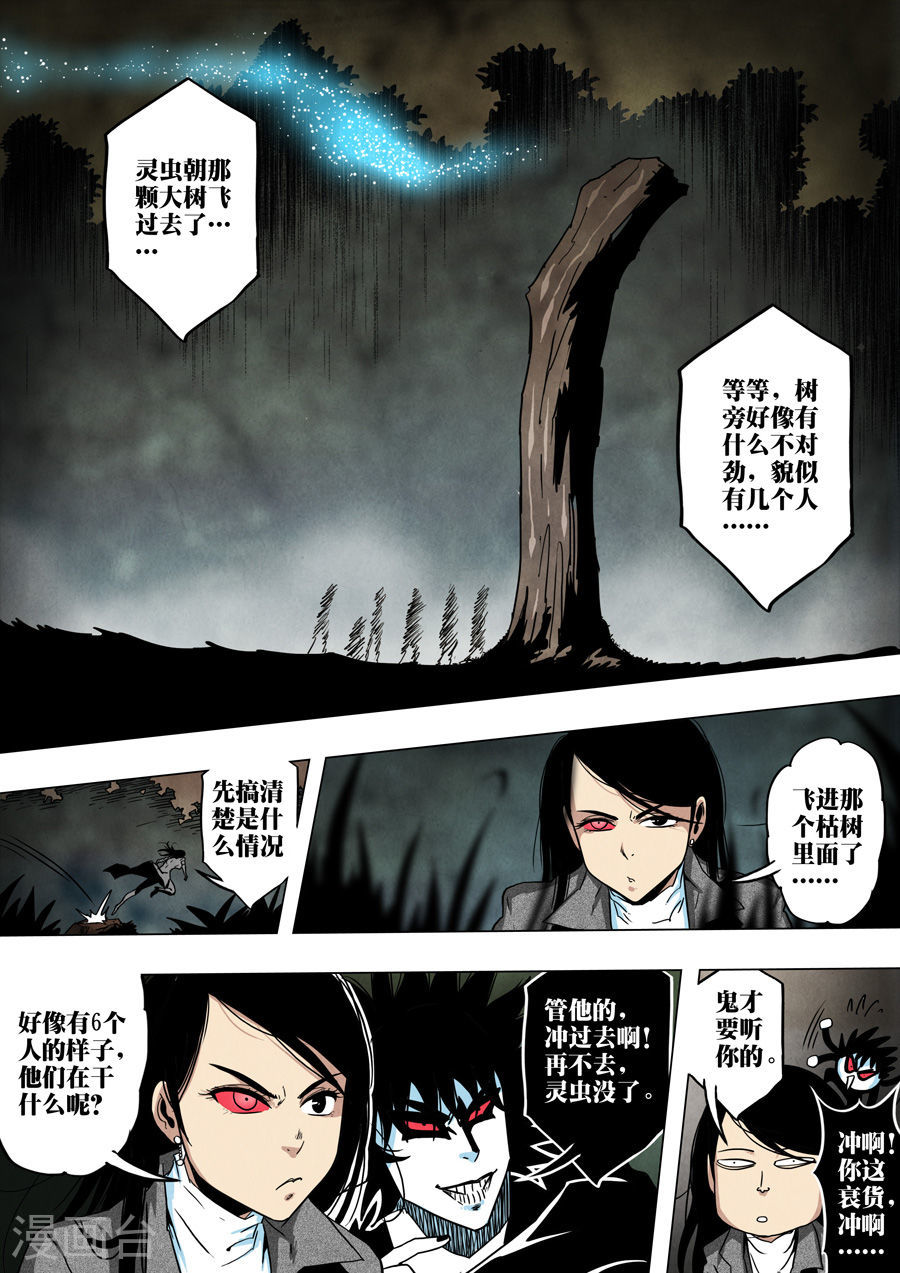 灵虫朝那
颗大树飞
过去了…
…
等等，树
旁好像有
什么不对
劲，貌似
有几个人
……
先搞清
楚是什
么情况
飞进那
个枯树
里面了
……
好像有6个
人的样子，
他们在干
什么呢？
管他的，
冲过去啊！
再不去，
灵虫没了。
鬼才
要听
你的。
冲啊！
你这
衰货，
冲啊
……
漫画台